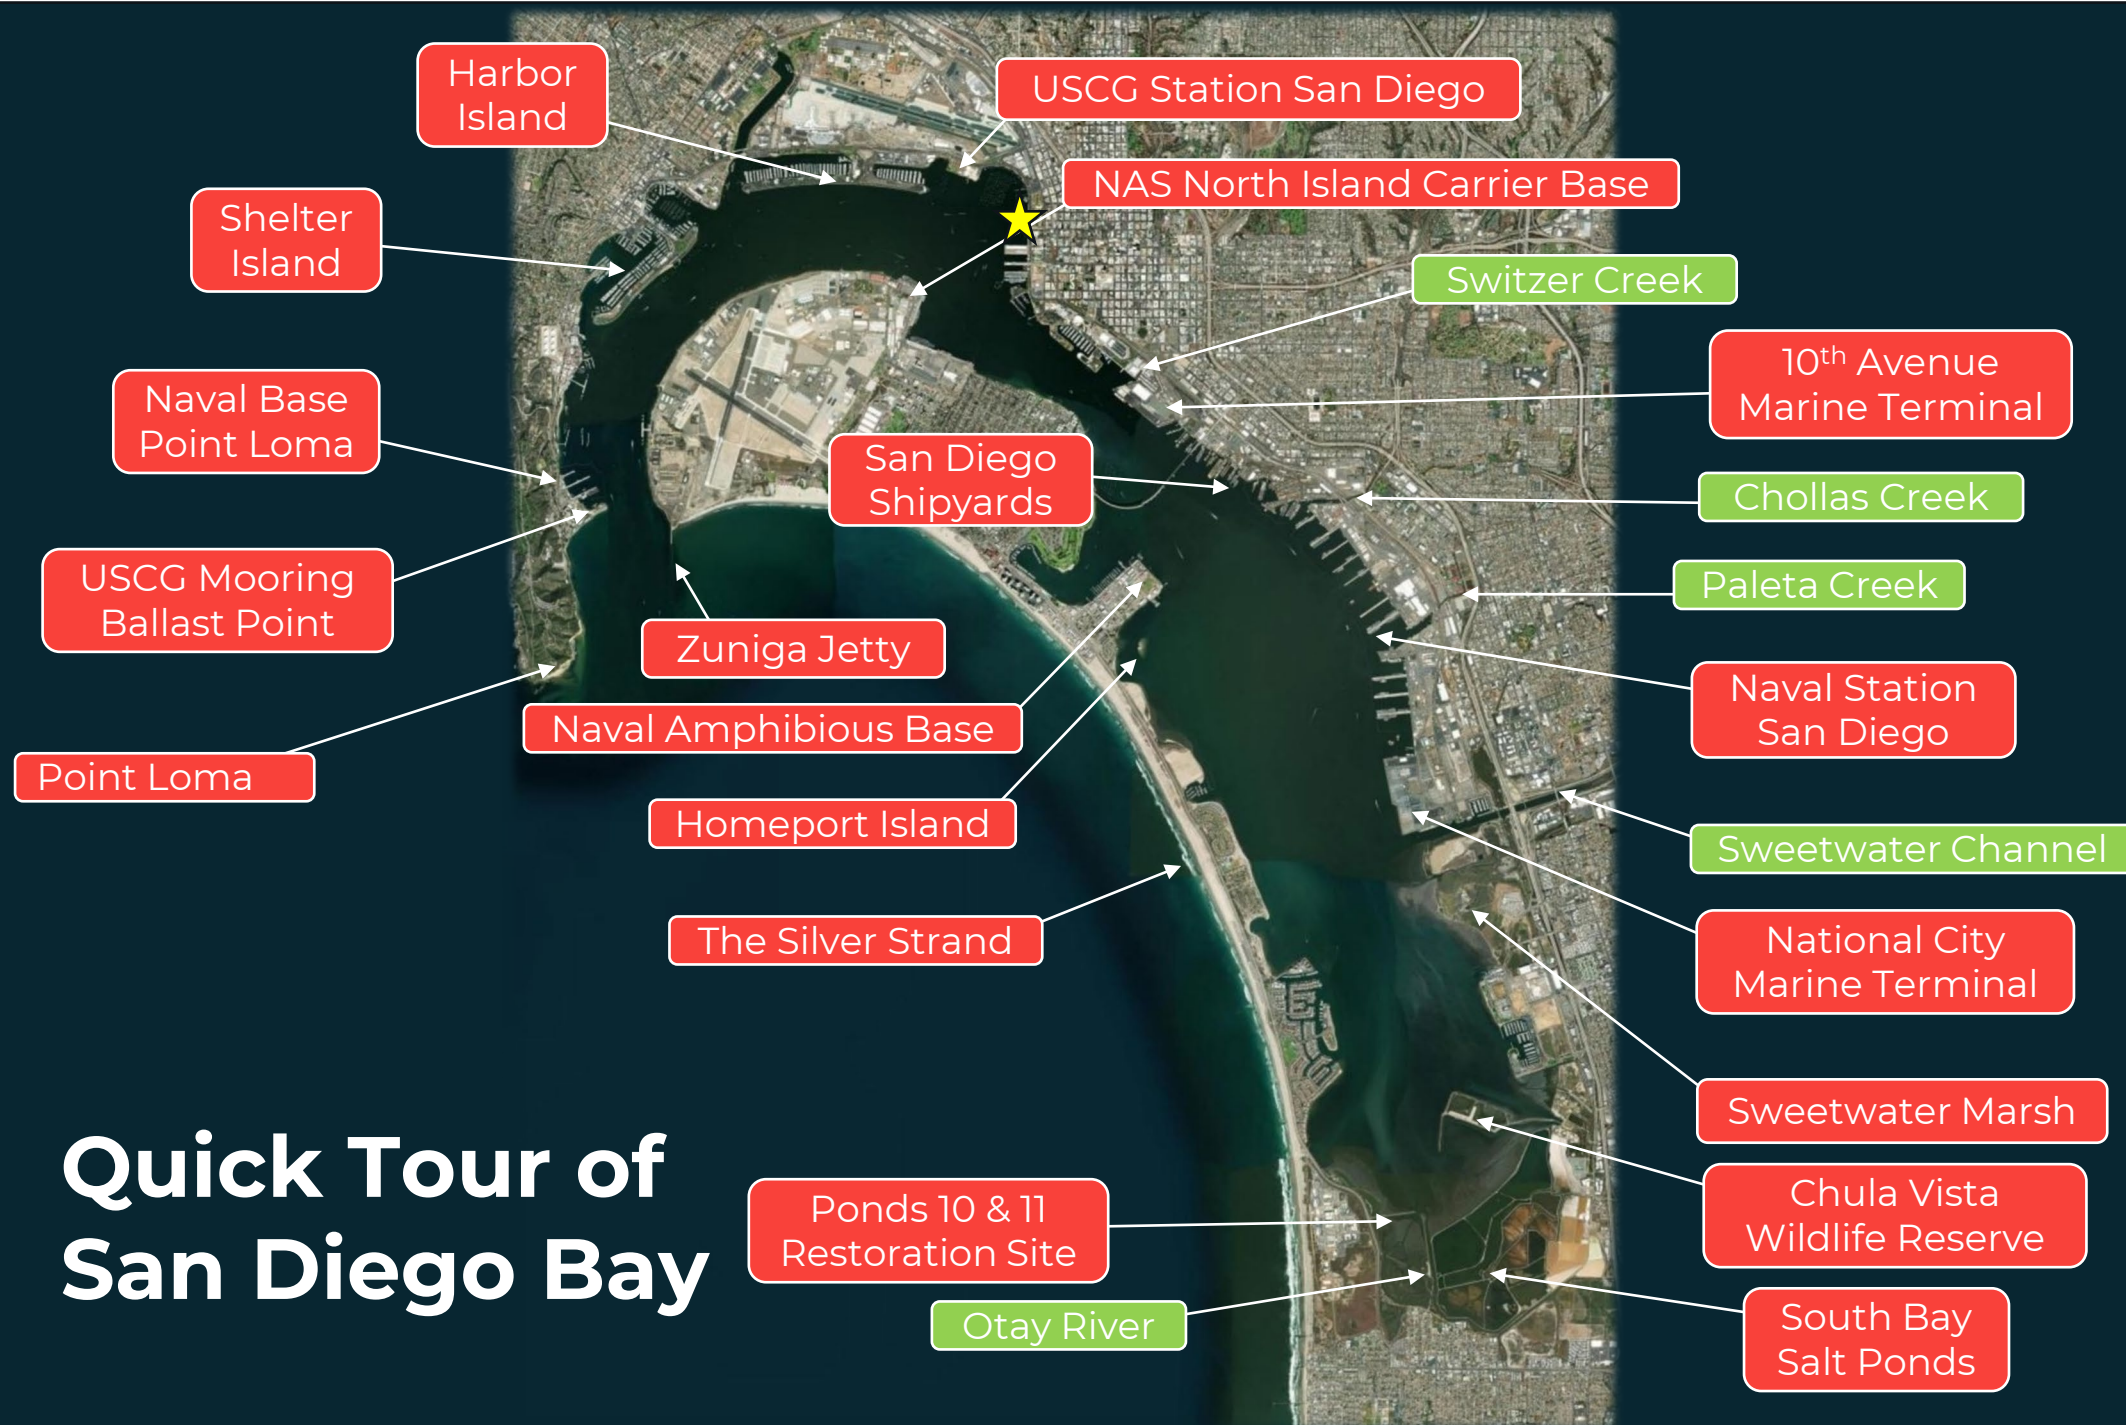 Harbor
Island
USCG Station San Diego
NAS North Island Carrier Base
Shelter
Island
Switzer Creek
10th Avenue
Marine Terminal
Naval Base
Point Loma
San Diego
Shipyards
Chollas Creek
USCG Mooring
Ballast Point
Paleta Creek
Zuniga Jetty
Naval Station
San Diego
Naval Amphibious Base
Point Loma
Homeport Island
Sweetwater Channel
The Silver Strand
National City
Marine Terminal
Sweetwater Marsh
Quick Tour of
San Diego Bay
Chula Vista
Wildlife Reserve
Ponds 10 & 11
Restoration Site
Otay River
South Bay
Salt Ponds